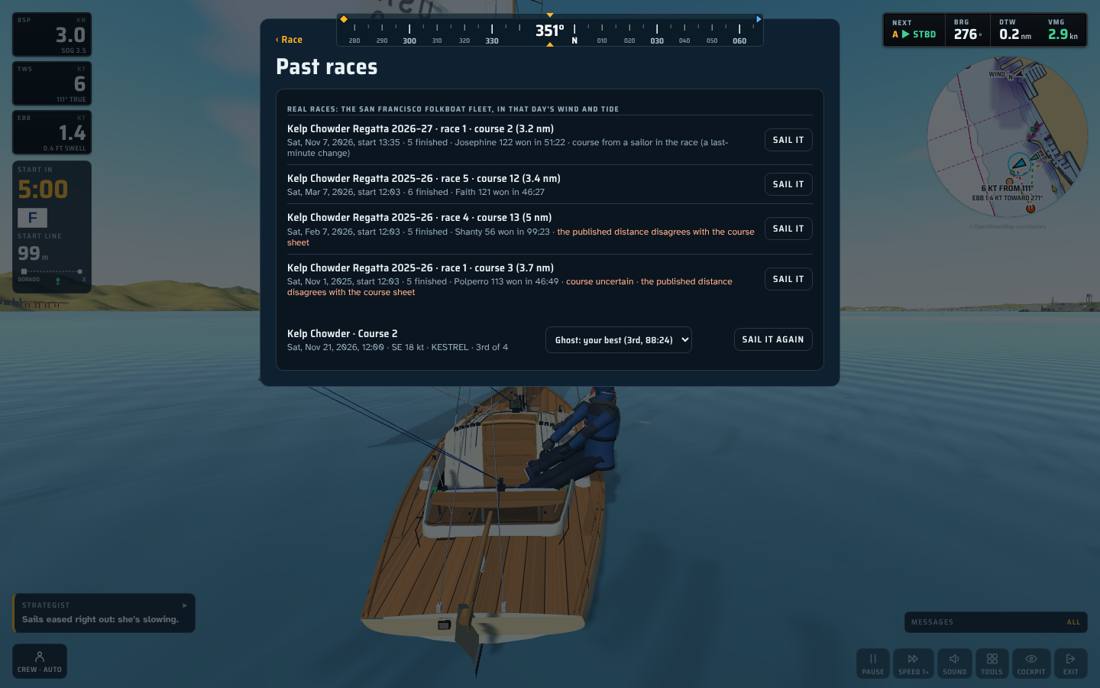 BSP KN
3.0
SOG 3.5
TWS KT
6
111° TRUE
EBB KT
1.4
0.4 FT SWELL
START IN
5:00
F
START LINE
99 m
‹ Race
280 290 300 310 320 330 351° N 010 020 030 040 050 060
NEXT BRG DTW VMG
A ▶ STBD 276° 0.2 nm 2.9 kn
WIND N
6 KT FROM 111°
EBB 1.4 KT TOWARD 271°
Past races
REAL RACES: THE SAN FRANCISCO FOLKBOAT FLEET, IN THAT DAY'S WIND AND TIDE
Kelp Chowder Regatta 2026–27 · race 1 · course 2 (3.2 nm)
Sat, Nov 7, 2026, start 13:35 · 5 finished · Josephine 122 won in 51:22 · course from a sailor in the race (a last-
minute change)
SAIL IT
Kelp Chowder Regatta 2025–26 · race 5 · course 12 (3.4 nm)
Sat, Mar 7, 2026, start 12:03 · 6 finished · Faith 121 won in 46:27
SAIL IT
Kelp Chowder Regatta 2025–26 · race 4 · course 13 (5 nm)
Sat, Feb 7, 2026, start 12:03 · 5 finished · Shanty 56 won in 99:23 · the published distance disagrees with the course
sheet
SAIL IT
Kelp Chowder Regatta 2025–26 · race 1 · course 3 (3.7 nm)
Sat, Nov 1, 2025, start 12:03 · 5 finished · Polperro 113 won in 46:49 · course uncertain · the published distance
disagrees with the course sheet
SAIL IT
Kelp Chowder · Course 2
Sat, Nov 21, 2026, 12:00 · SE 18 kt · KESTREL · 3rd of 4
Ghost: your best (3rd, 88:24)
SAIL IT AGAIN
STRATEGIST
Sails eased right out: she's slowing.
CREW · AUTO
MESSAGES ALL
PAUSE SPEED 1× SOUND TOOLS COCKPIT EXIT